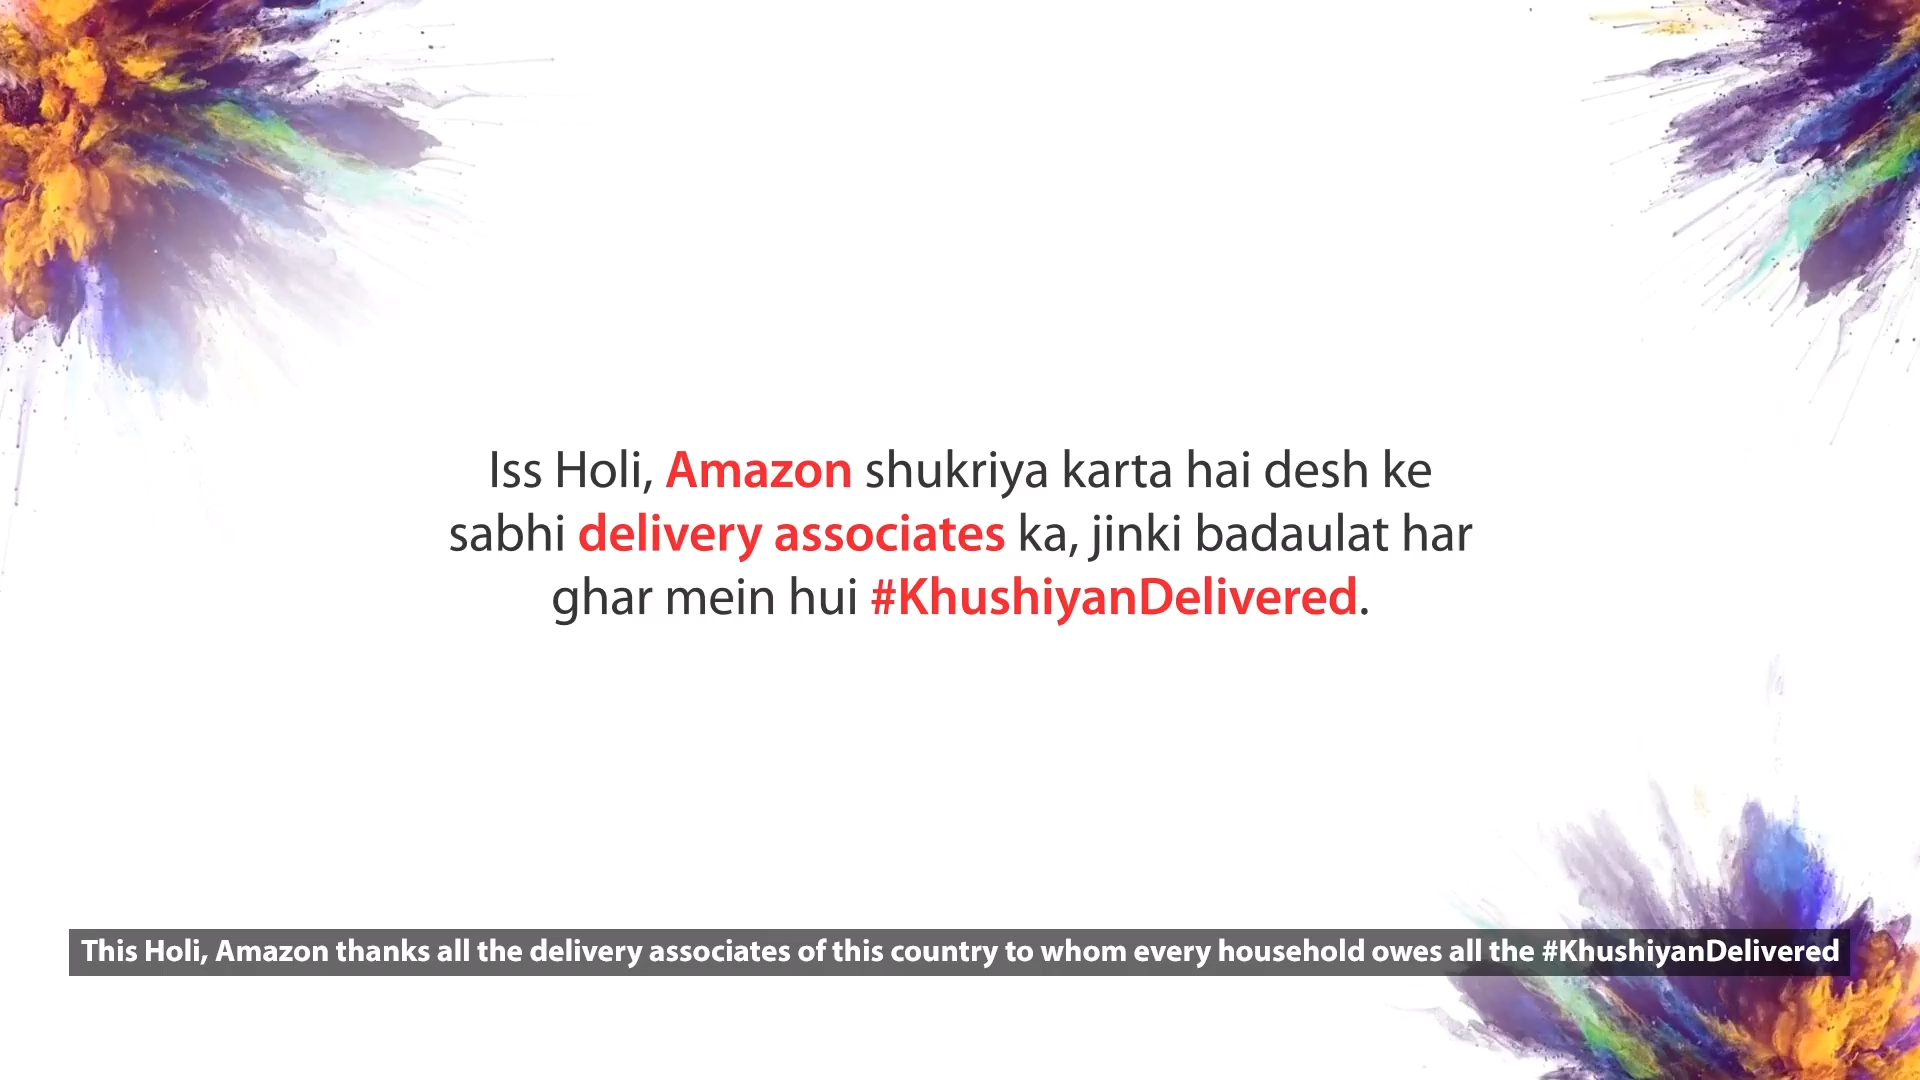 Iss Holi, Amazon shukriya karta hai desh ke
sabhi delivery associates ka, jinki badaulat har
ghar mein hui #KhushiyanDelivered.
This Holi, Amazon thanks all the delivery associates of this country to whom every household owes all the #KhushiyanDelivered